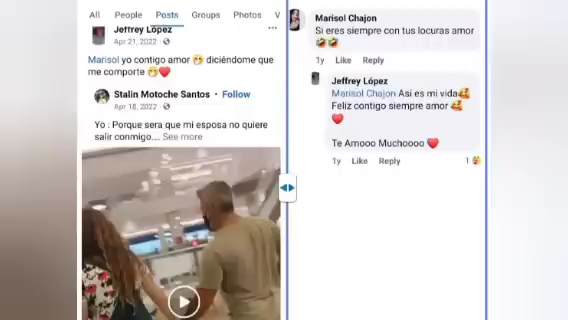 All People Posts Groups Photos V
Jeffrey López
Apr 21, 2022
Marisol yo contigo amor 🤭 diciéndome que
me comporte 🤭❤️
Stalin Motoche Santos • Follow
Apr 18, 2022
Yo : Porque sera que mi esposa no quiere
salir conmigo.... See more
Marisol Chajon
Si eres siempre con tus locuras amor
🤣🤣
1y Like Reply
Jeffrey López
Marisol Chajon Asi es mi vida🥰
Feliz contigo siempre amor 🥰
❤️
Te Amooo Muchoooo ❤️
1y Like Reply 1